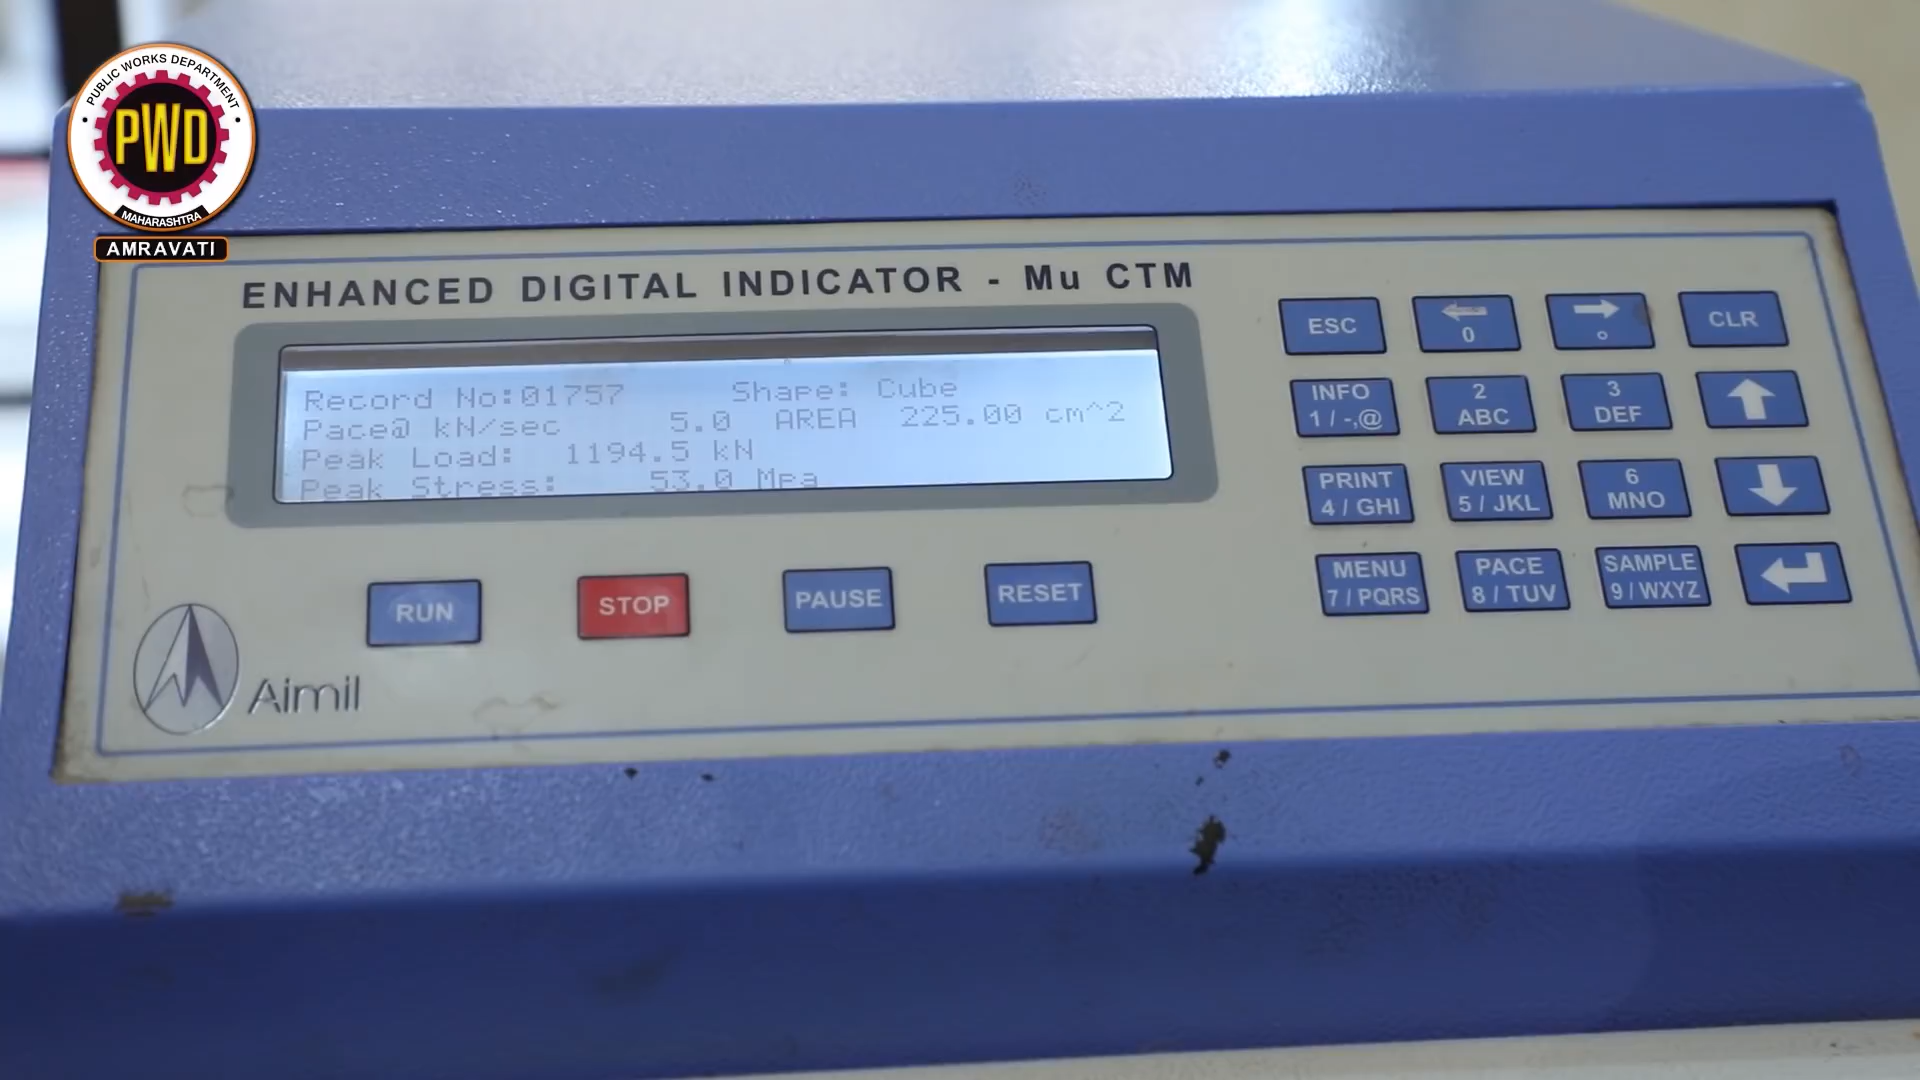 PUBLIC WORKS DEPARTMENT
PWD
MAHARASHTRA
AMRAVATI
ENHANCED DIGITAL INDICATOR - Mu CTM
Record No:01757 Shape: Cube
Pace@ kN/sec 5.0 AREA 225.00 cm^2
Peak Load: 1194.5 kN
Peak Stress: 53.0 Mpa
RUN
STOP
PAUSE
RESET
Aimil
ESC
0
CLR
INFO
1 / -,@
2
ABC
3
DEF
PRINT
4 / GHI
VIEW
5 / JKL
6
MNO
MENU
7 / PQRS
PACE
8 / TUV
SAMPLE
9 / WXYZ